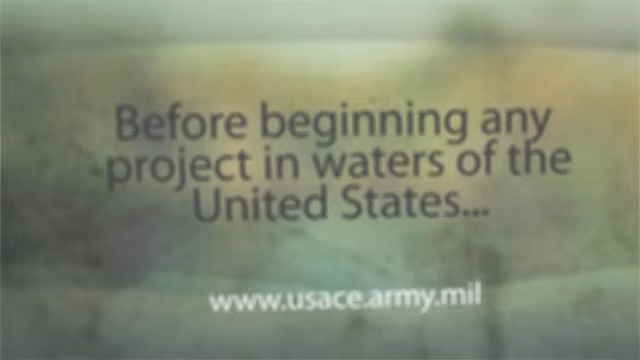 Before beginning any
project in waters of the
United States...
www.usace.army.mil